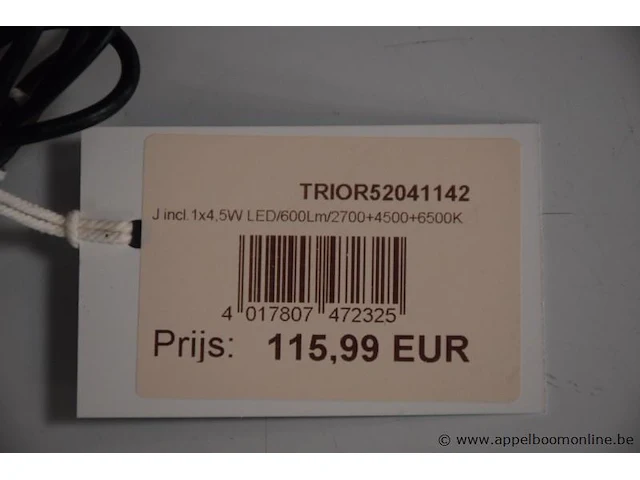 TRIOR52041142
J incl.1x4,5W LED/600Lm/2700+4500+6500K
4 017807 472325
Prijs: 115,99 EUR
© www.appelboomonline.be